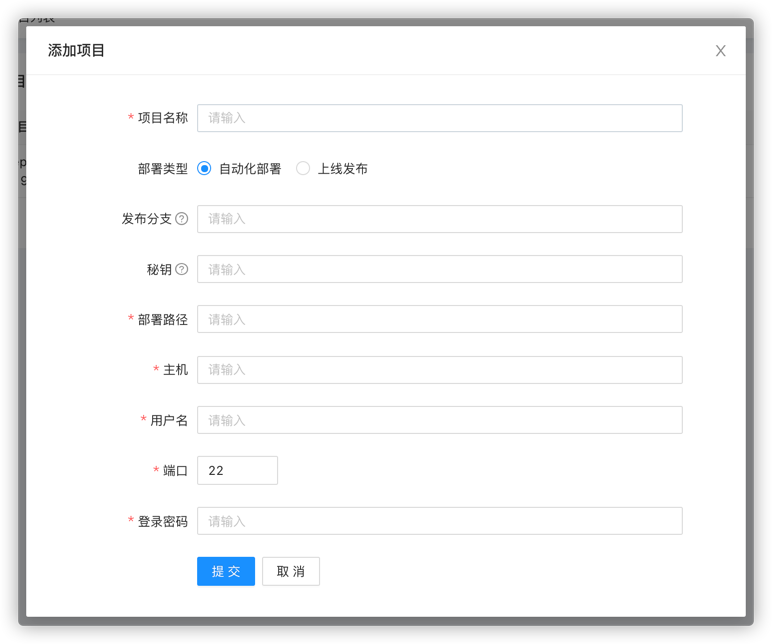 添加项目
* 项目名称 请输入
部署类型 自动化部署 上线发布
发布分支 ? 请输入
秘钥 ? 请输入
* 部署路径 请输入
* 主机 请输入
* 用户名 请输入
* 端口 22
* 登录密码 请输入
提 交 取 消